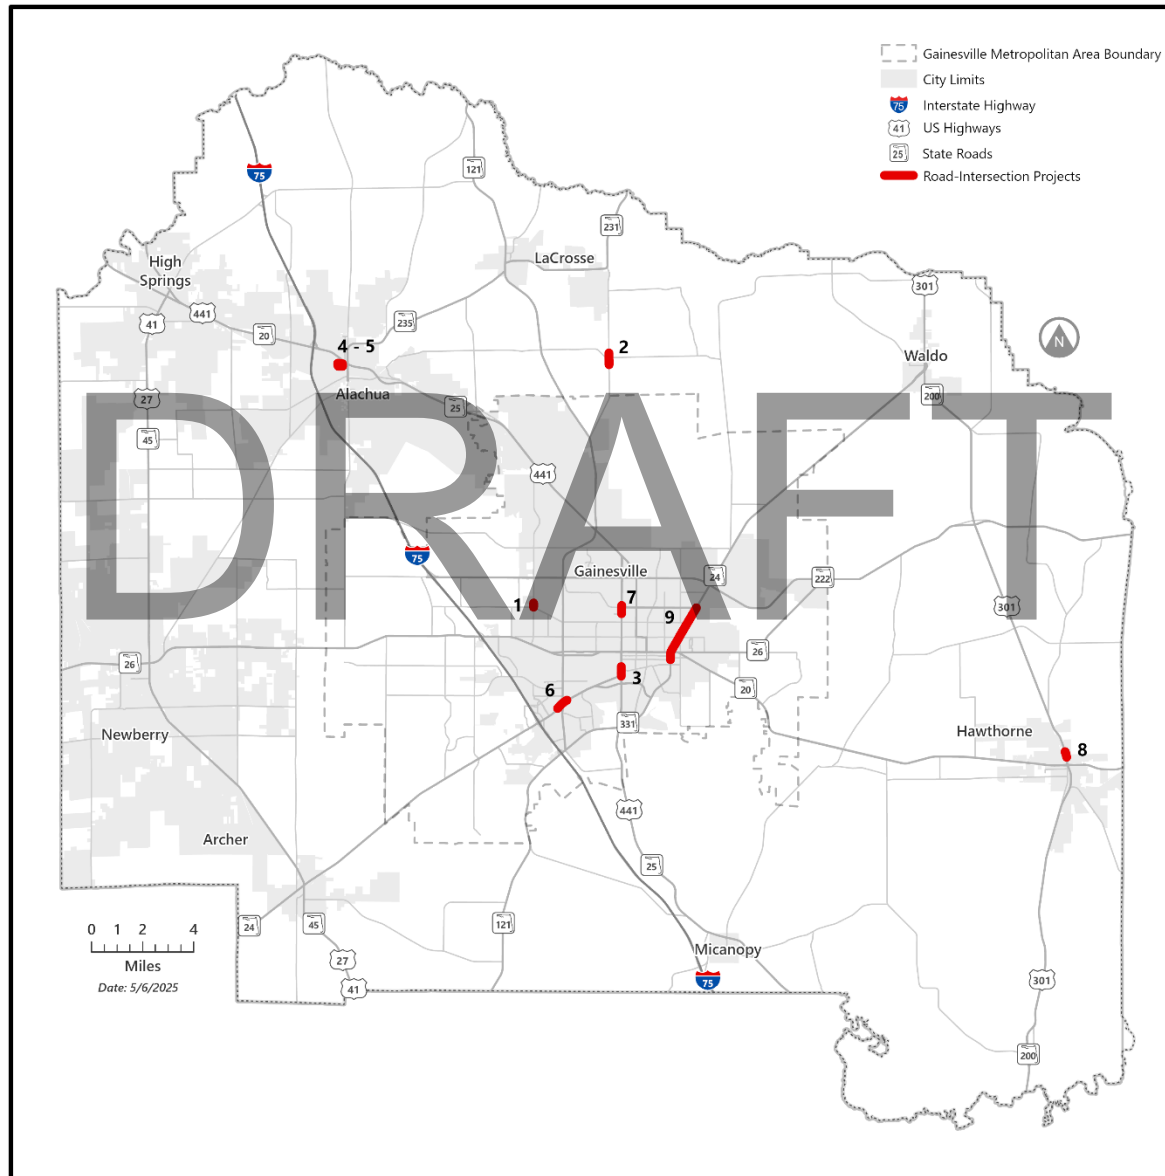 Gainesville Metropolitan Area Boundary
City Limits
75
Interstate Highway
41
US Highways
25
State Roads
Road-Intersection Projects
75
121
231
LaCrosse
High
Springs
301
441
41
20
235
4 - 5
2
N
Waldo
Alachua
27
25
200
45
441
DRAFT
75
Gainesville
24
222
1
7
9
301
26
26
3
20
6
331
Newberry
Hawthorne
8
441
Archer
25
0 1 2 4
Miles
Date: 5/6/2025
24
45
121
27
41
Micanopy
75
301
200